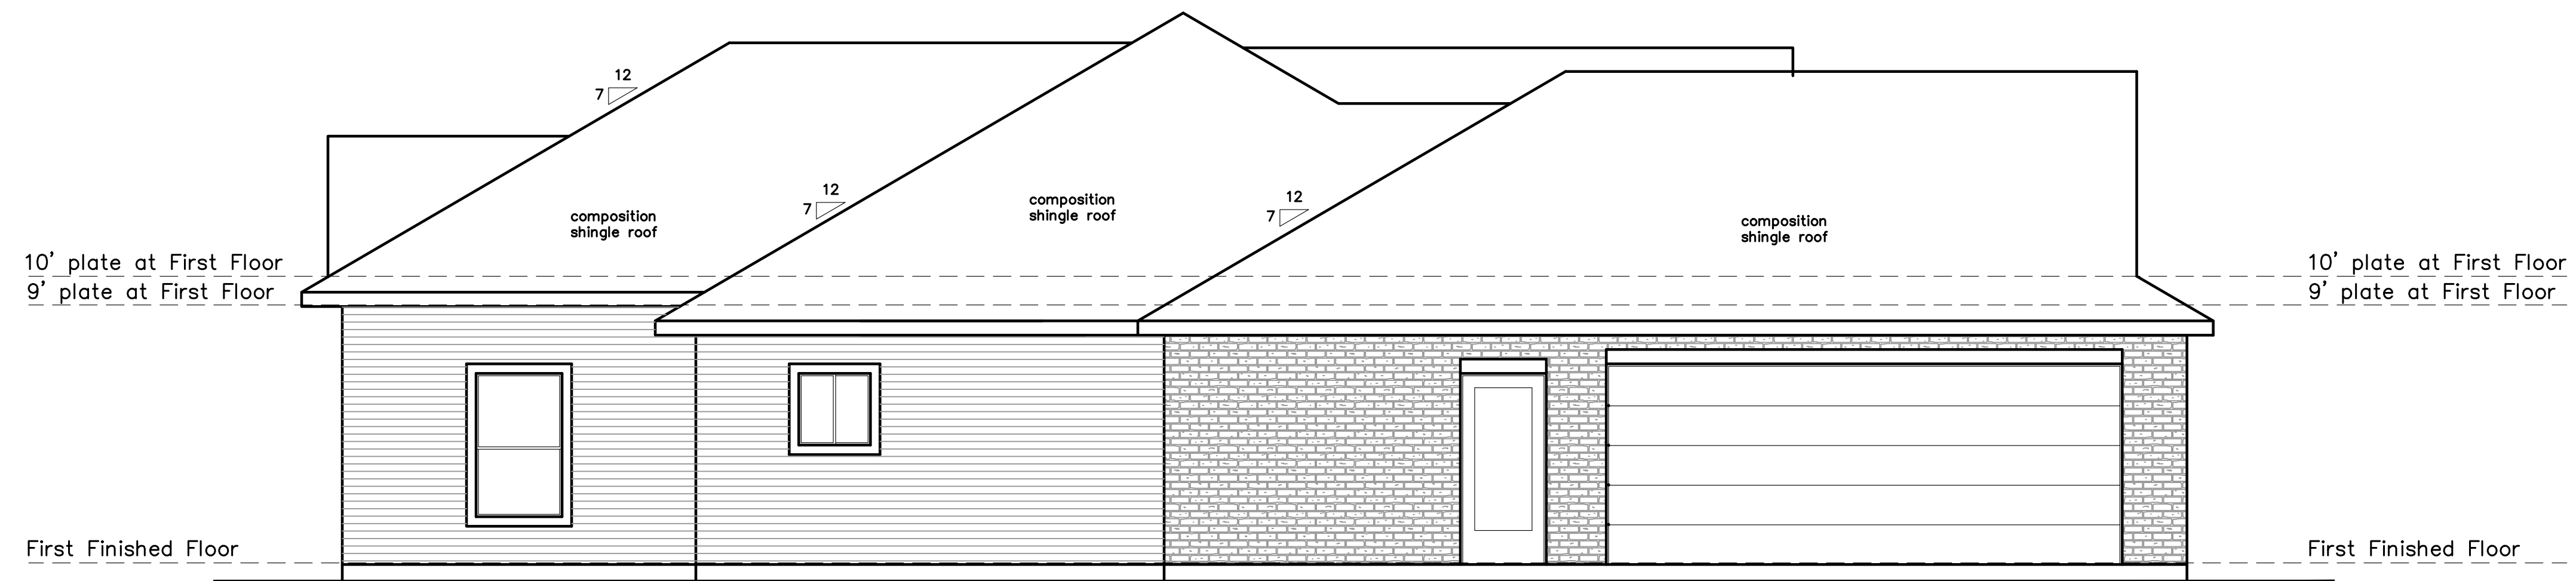 12
7
12
7
12
7
composition
shingle roof
composition
shingle roof
composition
shingle roof
10' plate at First Floor
10' plate at First Floor
9' plate at First Floor
9' plate at First Floor
First Finished Floor
First Finished Floor